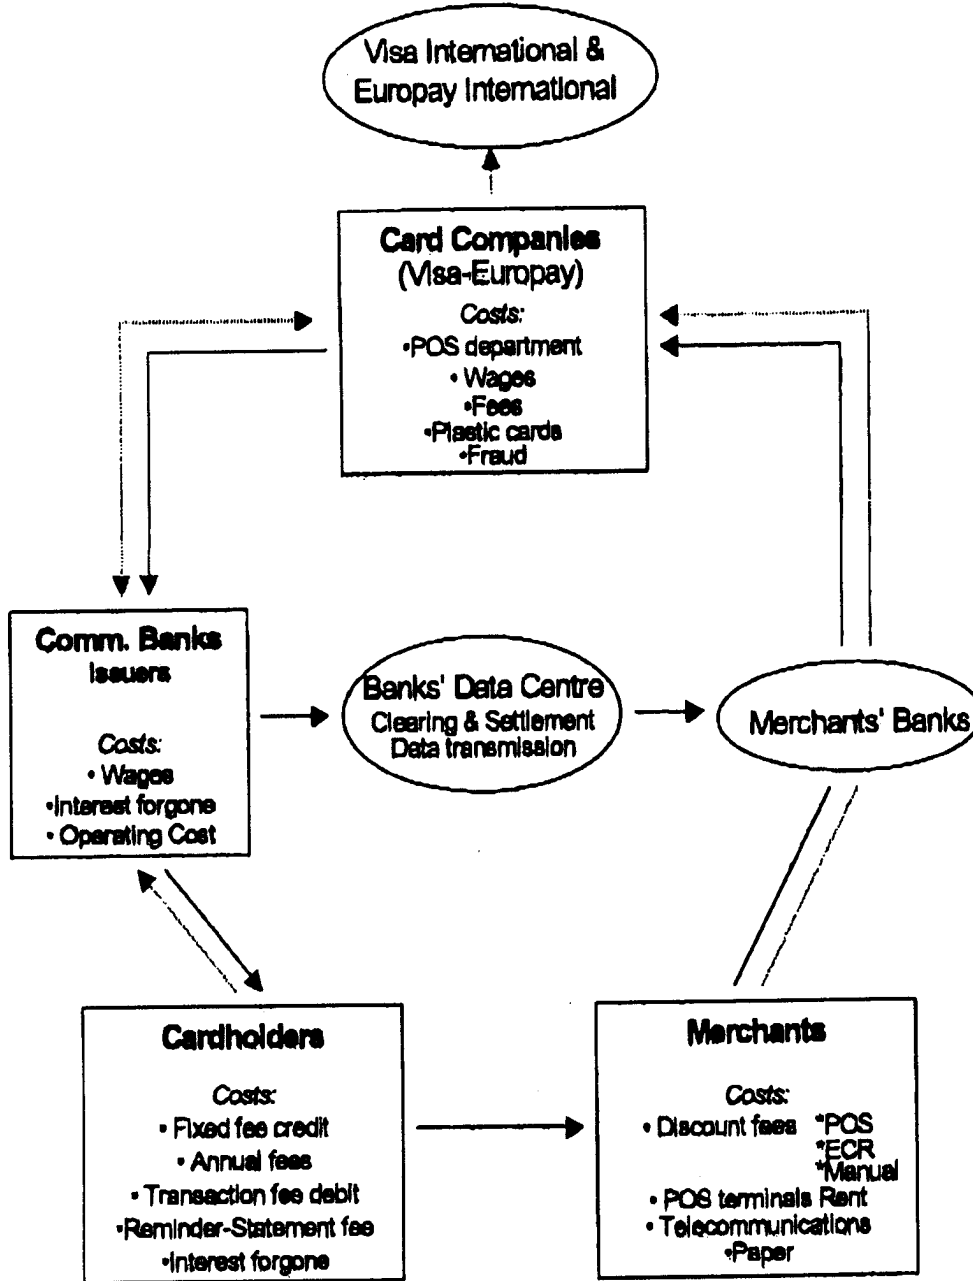 Visa International &
Europay International
Card Companies
(Visa-Europay)
Costs:
•POS department
• Wages
•Fees
•Plastic cards
•Fraud
Comm. Banks
Issuers
Costs:
• Wages
•Interest forgone
• Operating Cost
Banks' Data Centre
Clearing & Settlement
Data transmission
Merchants' Banks
Cardholders
Costs:
• Fixed fee credit
• Annual fees
• Transaction fee debit
•Reminder-Statement fee
•Interest forgone
Merchants
Costs:
• Discount fees *POS
*ECR
*Manual
• POS terminals Rent
• Telecommunications
•Paper